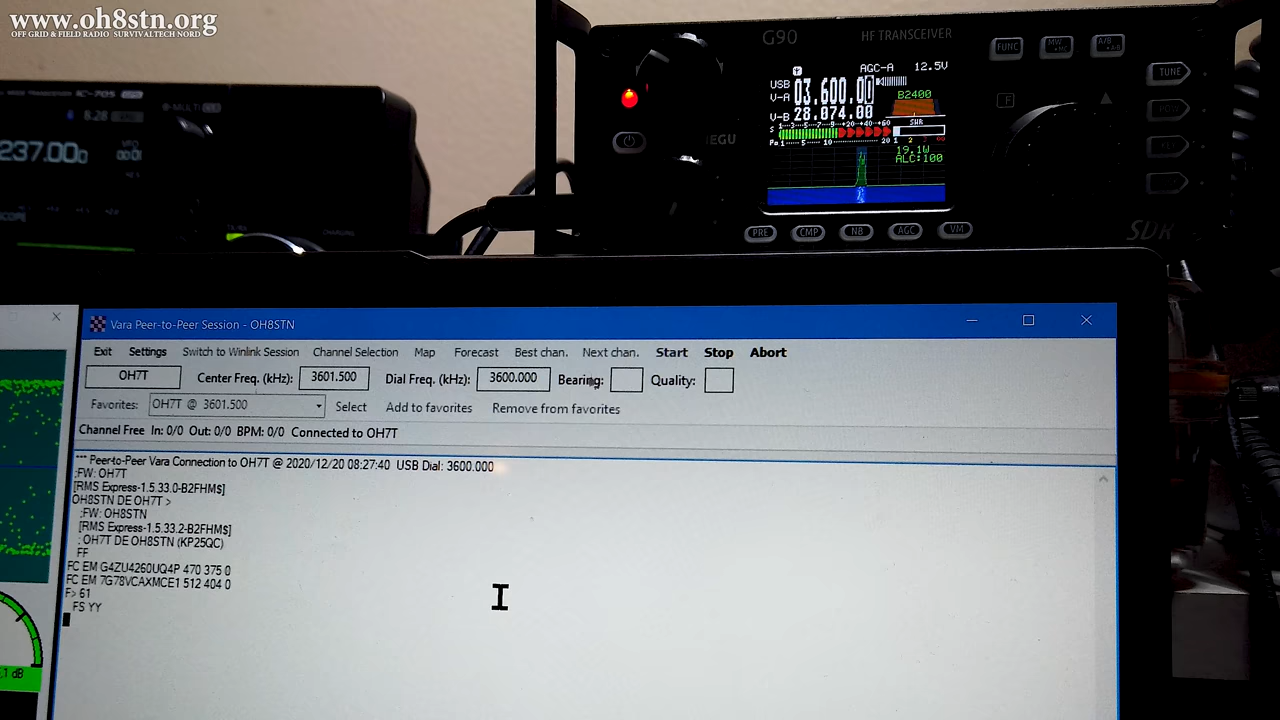 www.oh8stn.org
OFF GRID & FIELD RADIO SURVIVALTECH NORD
IC-705
8.28
237.00
G90
HF TRANSCEIVER
FUNC
A/B
TUNE
AGC-A 12.5V
USB
V-A 03.600.00
B2400
V-B 28.074.00
SWR
19.1W
ALC:100
PRE
CMP
NB
AGC
VM
SDR
Vara Peer-to-Peer Session - OH8STN
Exit Settings Switch to Winlink Session Channel Selection Map Forecast Best chan. Next chan. Start Stop Abort
OH7T Center Freq. (kHz): 3601.500 Dial Freq. (kHz): 3600.000 Bearing: Quality:
Favorites: OH7T @ 3601.500 Select Add to favorites Remove from favorites
Channel Free In: 0/0 Out: 0/0 BPM: 0/0 Connected to OH7T
*** Peer-to-Peer Vara Connection to OH7T @ 2020/12/20 08:27:40 USB Dial: 3600.000
;FW: OH7T
[RMS Express-1.5.33.0-B2FHM$]
OH8STN DE OH7T >
;FW: OH8STN
[RMS Express-1.5.33.2-B2FHM$]
; OH7T DE OH8STN (KP25QC)
FF
FC EM G4ZU4260UQ4P 470 375 0
FC EM 7G78VCAXMCE1 512 404 0
F> 61
FS YY